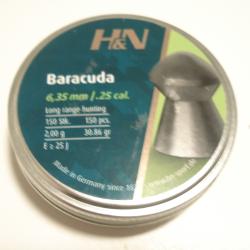 H&N
Baracuda
6,35 mm / .25 cal.
Long range hunting
150 Stk. 150 pcs.
2,00 g 30.86 gr
E ≥ 25 J
Made in Germany since